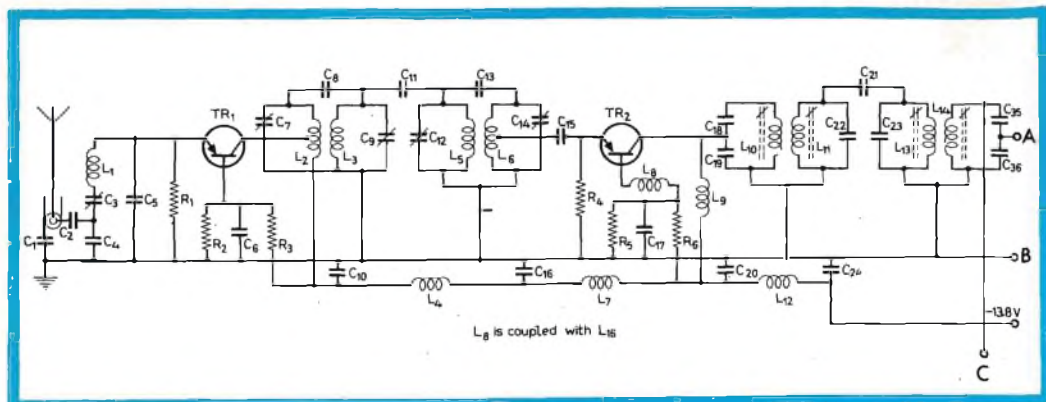 C21
C8 C11 C13
TR1 TR2 L14 C35
C7 C14 C15 C18 L10 C22 C23 A
L2 L3 C9 C12 L5 L6 C19 L11 L13 C36
L1 L8
C3 C5 R1 R4 L9
C2 R2 C6 R3 R5 C17 R6
C1 C4
B
C10 C16 C20 C24
L4 L7 L12
-13.8V
L8 is coupled with L16
C